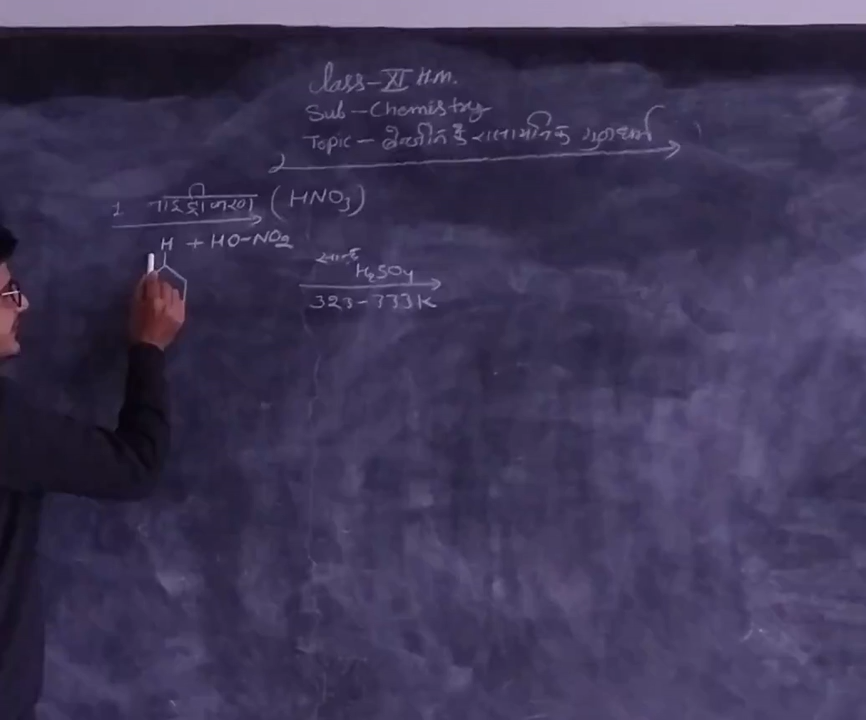 Class-XI H.M.
Sub-Chemistry
Topic- बेन्जीन के रासायनिक गुणधर्म
1. नाइट्रीकरण (HNO3)
H + HO-NO2
सान्द्र H2SO4
323-333K